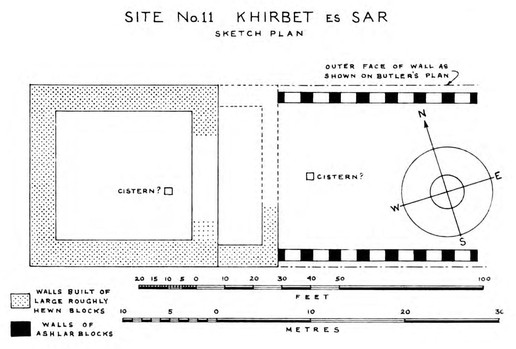 SITE No.11 KHIRBET ES SAR
SKETCH PLAN
OUTER FACE OF WALL AS
SHOWN ON BUTLER'S PLAN
N
CISTERN?
CISTERN?
E
W
S
20 15 10 5 0 10 20 30 40 50 100
FEET
WALLS BUILT OF
LARGE ROUGHLY
HEWN BLOCKS
10 5 0 10 20 30
METRES
WALLS OF
ASHLAR BLOCKS